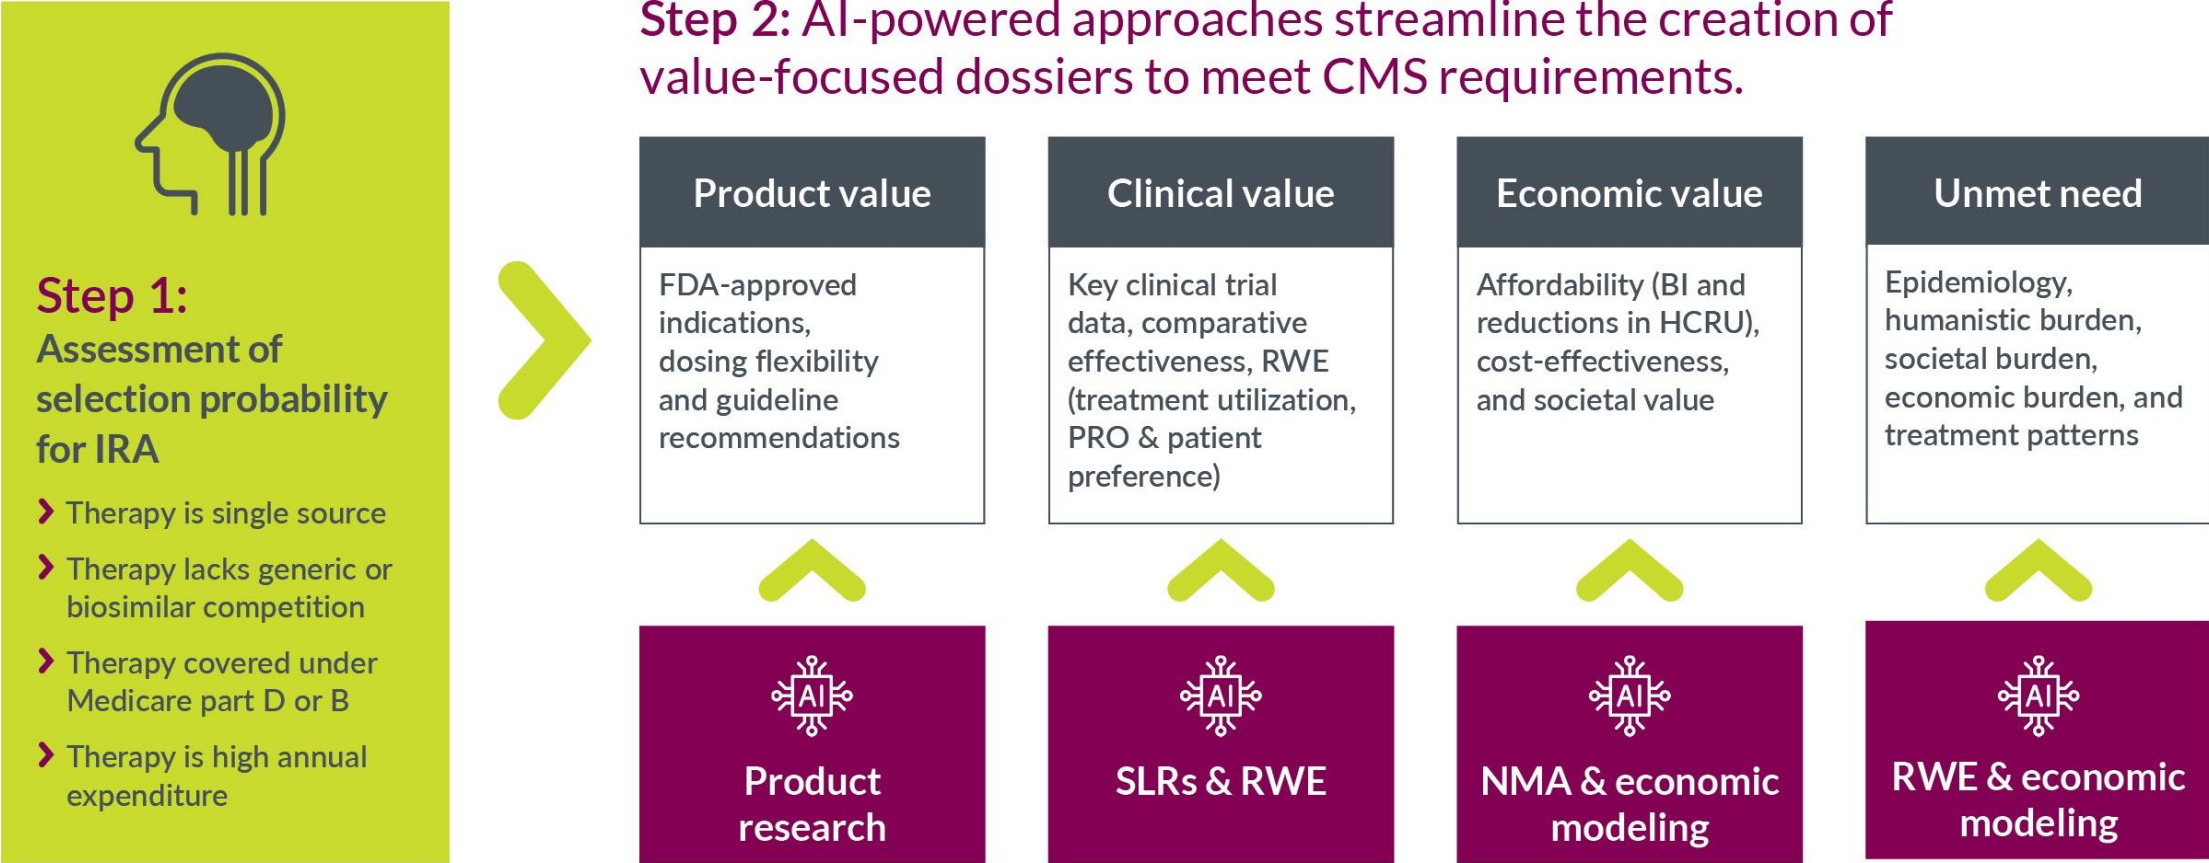 Step 1:
Assessment of
selection probability
for IRA
Therapy is single source
Therapy lacks generic or
biosimilar competition
Therapy covered under
Medicare part D or B
Therapy is high annual
expenditure
Step 2: AI-powered approaches streamline the creation of
value-focused dossiers to meet CMS requirements.
Product value
FDA-approved
indications,
dosing flexibility
and guideline
recommendations
AI
Product
research
Clinical value
Key clinical trial
data, comparative
effectiveness, RWE
(treatment utilization,
PRO & patient
preference)
AI
SLRs & RWE
Economic value
Affordability (BI and
reductions in HCRU),
cost-effectiveness,
and societal value
AI
NMA & economic
modeling
Unmet need
Epidemiology,
humanistic burden,
societal burden,
economic burden, and
treatment patterns
AI
RWE & economic
modeling